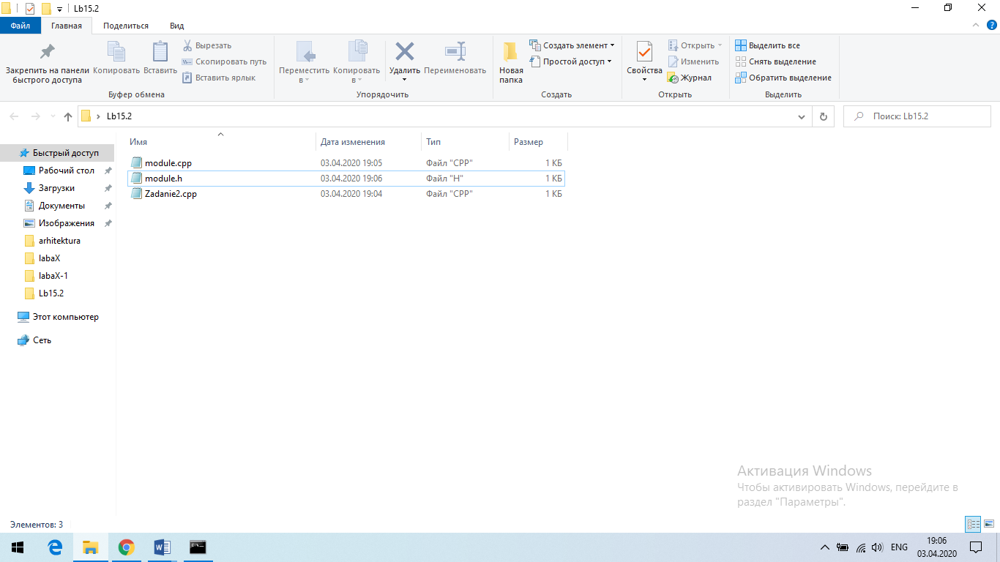 Lb15.2
Файл Главная Поделиться Вид
Закрепить на панели быстрого доступа
Копировать
Вставить
Вырезать
Скопировать путь
Вставить ярлык
Буфер обмена
Переместить в
Копировать в
Удалить
Переименовать
Упорядочить
Новая папка
Создать элемент
Простой доступ
Создать
Свойства
Открыть
Изменить
Журнал
Открыть
Выделить все
Снять выделение
Обратить выделение
Выделить
Lb15.2
Поиск: Lb15.2
Быстрый доступ
Рабочий стол
Загрузки
Документы
Изображения
arhitektura
labaX
labaX-1
Lb15.2
Этот компьютер
Сеть
Имя Дата изменения Тип Размер
module.cpp 03.04.2020 19:05 Файл "CPP" 1 КБ
module.h 03.04.2020 19:06 Файл "H" 1 КБ
Zadanie2.cpp 03.04.2020 19:04 Файл "CPP" 1 КБ
Активация Windows
Чтобы активировать Windows, перейдите в
раздел "Параметры".
Элементов: 3
ENG
19:06
03.04.2020